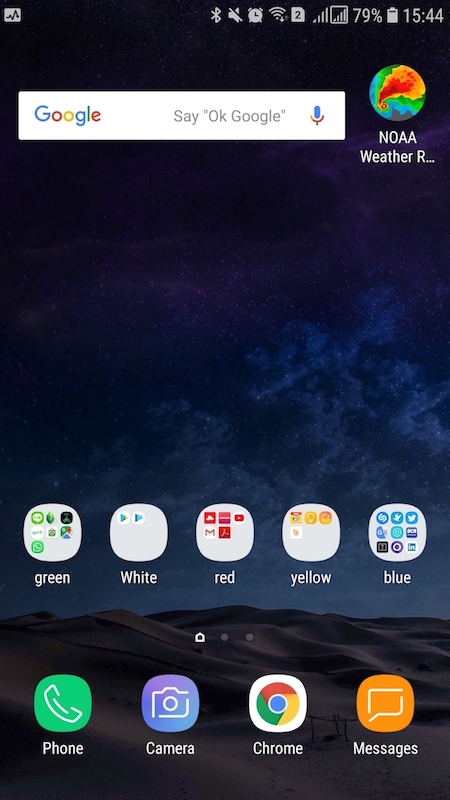 2
79%
15:44
Google
Say "Ok Google"
NOAA
Weather R...
green
White
red
yellow
blue
Phone
Camera
Chrome
Messages